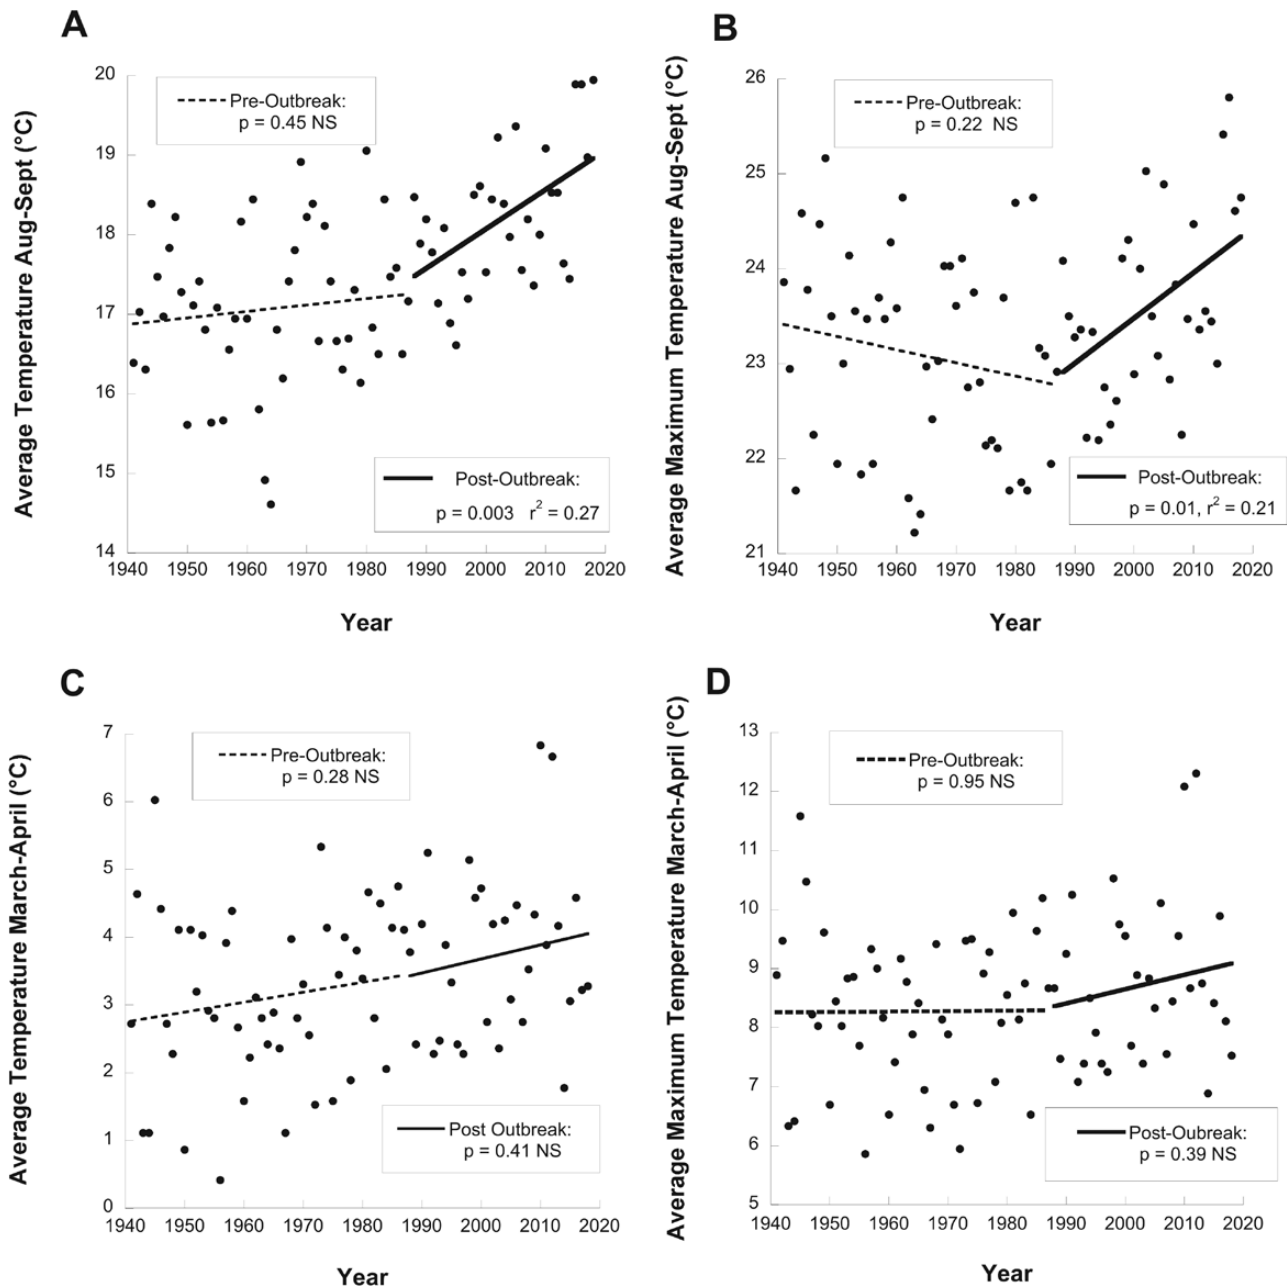 A
Average Temperature Aug-Sept (°C)
20
19
18
17
16
15
14
Pre-Outbreak:
p = 0.45 NS
Post-Outbreak:
p = 0.003 r² = 0.27
1940 1950 1960 1970 1980 1990 2000 2010 2020
Year
B
Average Maximum Temperature Aug-Sept (°C)
26
25
24
23
22
21
Pre-Outbreak:
p = 0.22 NS
Post-Outbreak:
p = 0.01, r² = 0.21
1940 1950 1960 1970 1980 1990 2000 2010 2020
Year
C
Average Temperature March-April (°C)
7
6
5
4
3
2
1
0
Pre-Outbreak:
p = 0.28 NS
Post Outbreak:
p = 0.41 NS
1940 1950 1960 1970 1980 1990 2000 2010 2020
Year
D
Average Maximum Temperature March-April (°C)
13
12
11
10
9
8
7
6
5
Pre-Outbreak:
p = 0.95 NS
Post-Oubreak:
p = 0.39 NS
1940 1950 1960 1970 1980 1990 2000 2010 2020
Year